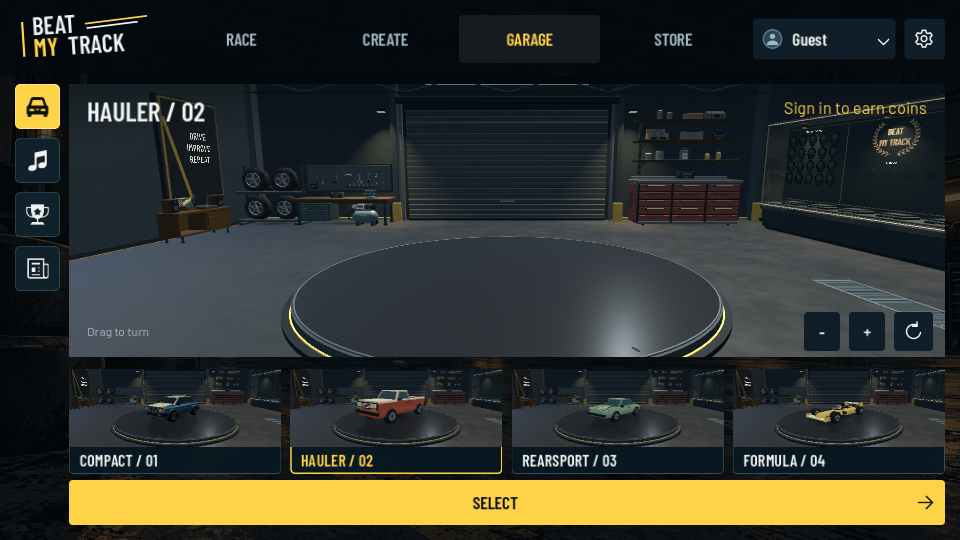 BEAT
MY TRACK
RACE
CREATE
GARAGE
STORE
Guest
HAULER / 02
Sign in to earn coins
DRIVE
IMPROVE
REPEAT
BEAT
MY TRACK
Drag to turn
-
+
COMPACT / 01
HAULER / 02
REARSPORT / 03
FORMULA / 04
SELECT